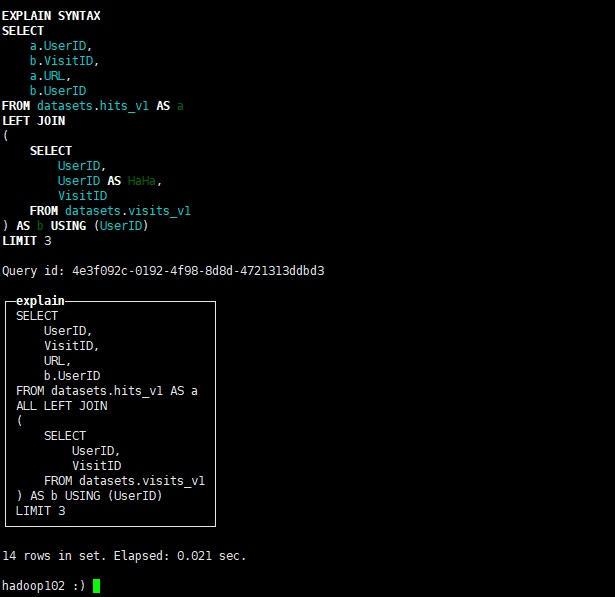 EXPLAIN SYNTAX
SELECT
    a.UserID,
    b.VisitID,
    a.URL,
    b.UserID
FROM datasets.hits_v1 AS a
LEFT JOIN
(
    SELECT
        UserID,
        UserID AS HaHa,
        VisitID
    FROM datasets.visits_v1
) AS b USING (UserID)
LIMIT 3
Query id: 4e3f092c-0192-4f98-8d8d-4721313ddbd3
explain
SELECT
    UserID,
    VisitID,
    URL,
    b.UserID
FROM datasets.hits_v1 AS a
ALL LEFT JOIN
(
    SELECT
        UserID,
        VisitID
    FROM datasets.visits_v1
) AS b USING (UserID)
LIMIT 3
14 rows in set. Elapsed: 0.021 sec.
hadoop102 :)